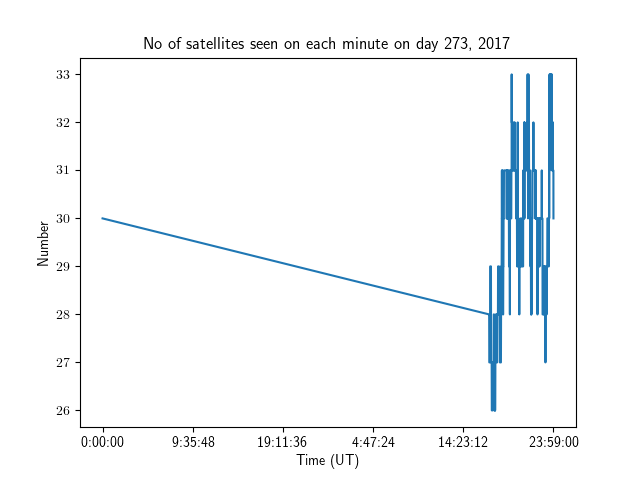 No of satellites seen on each minute on day 273, 2017
33
32
31
30
29
28
27
26
Number
0:00:00 9:35:48 19:11:36 4:47:24 14:23:12 23:59:00
Time (UT)